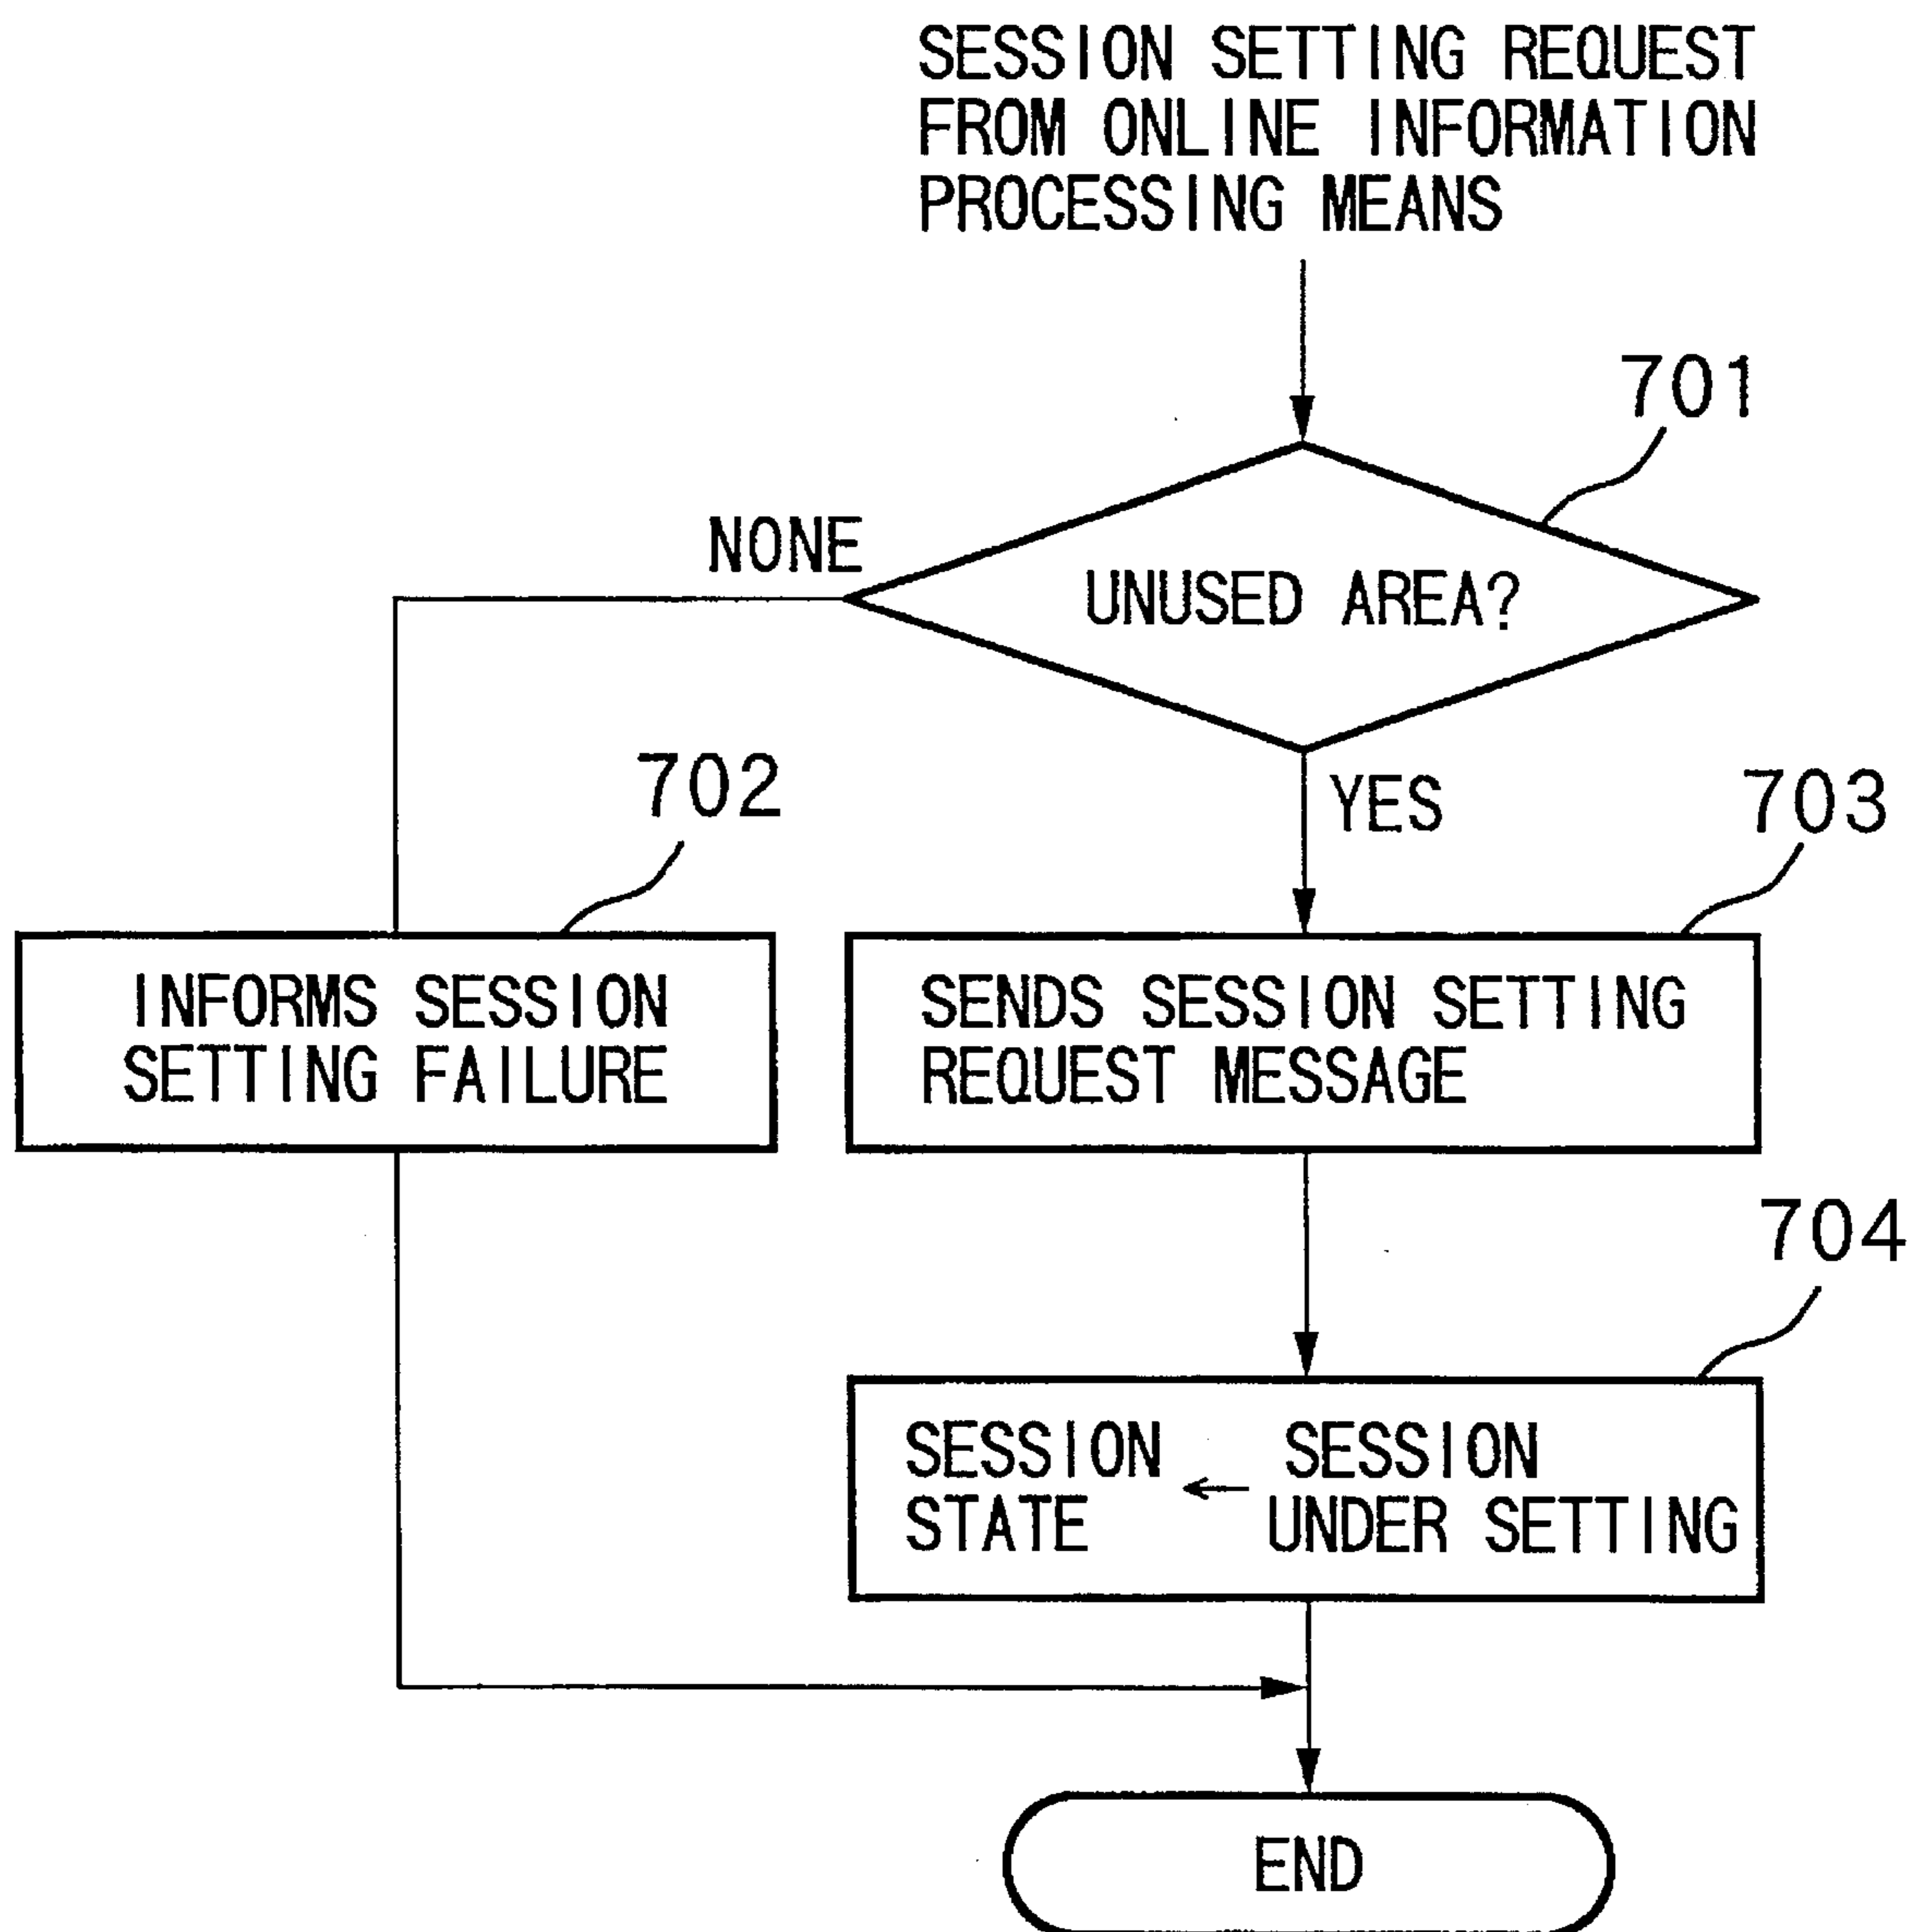 SESSION SETTING REQUEST
FROM ONLINE INFORMATION
PROCESSING MEANS
701
NONE
UNUSED AREA?
702
YES
703
INFORMS SESSION
SETTING FAILURE
SENDS SESSION SETTING
REQUEST MESSAGE
704
SESSION
STATE
←
SESSION
UNDER SETTING
END